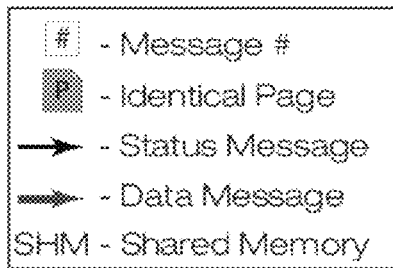 # - Message #
P - Identical Page
- Status Message
- Data Message
SHM - Shared Memory